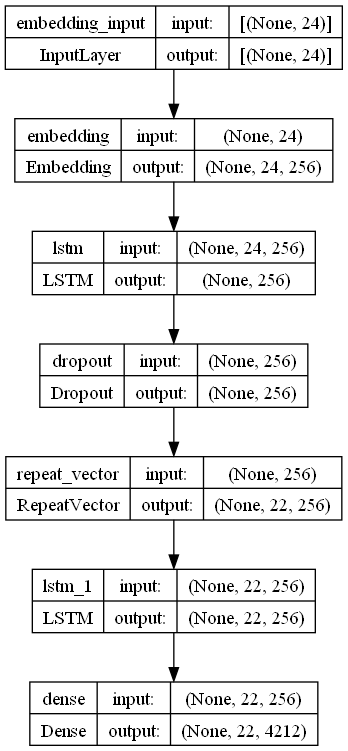 embedding_input input: [(None, 24)]
InputLayer output: [(None, 24)]
embedding input: (None, 24)
Embedding output: (None, 24, 256)
lstm input: (None, 24, 256)
LSTM output: (None, 256)
dropout input: (None, 256)
Dropout output: (None, 256)
repeat_vector input: (None, 256)
RepeatVector output: (None, 22, 256)
lstm_1 input: (None, 22, 256)
LSTM output: (None, 22, 256)
dense input: (None, 22, 256)
Dense output: (None, 22, 4212)